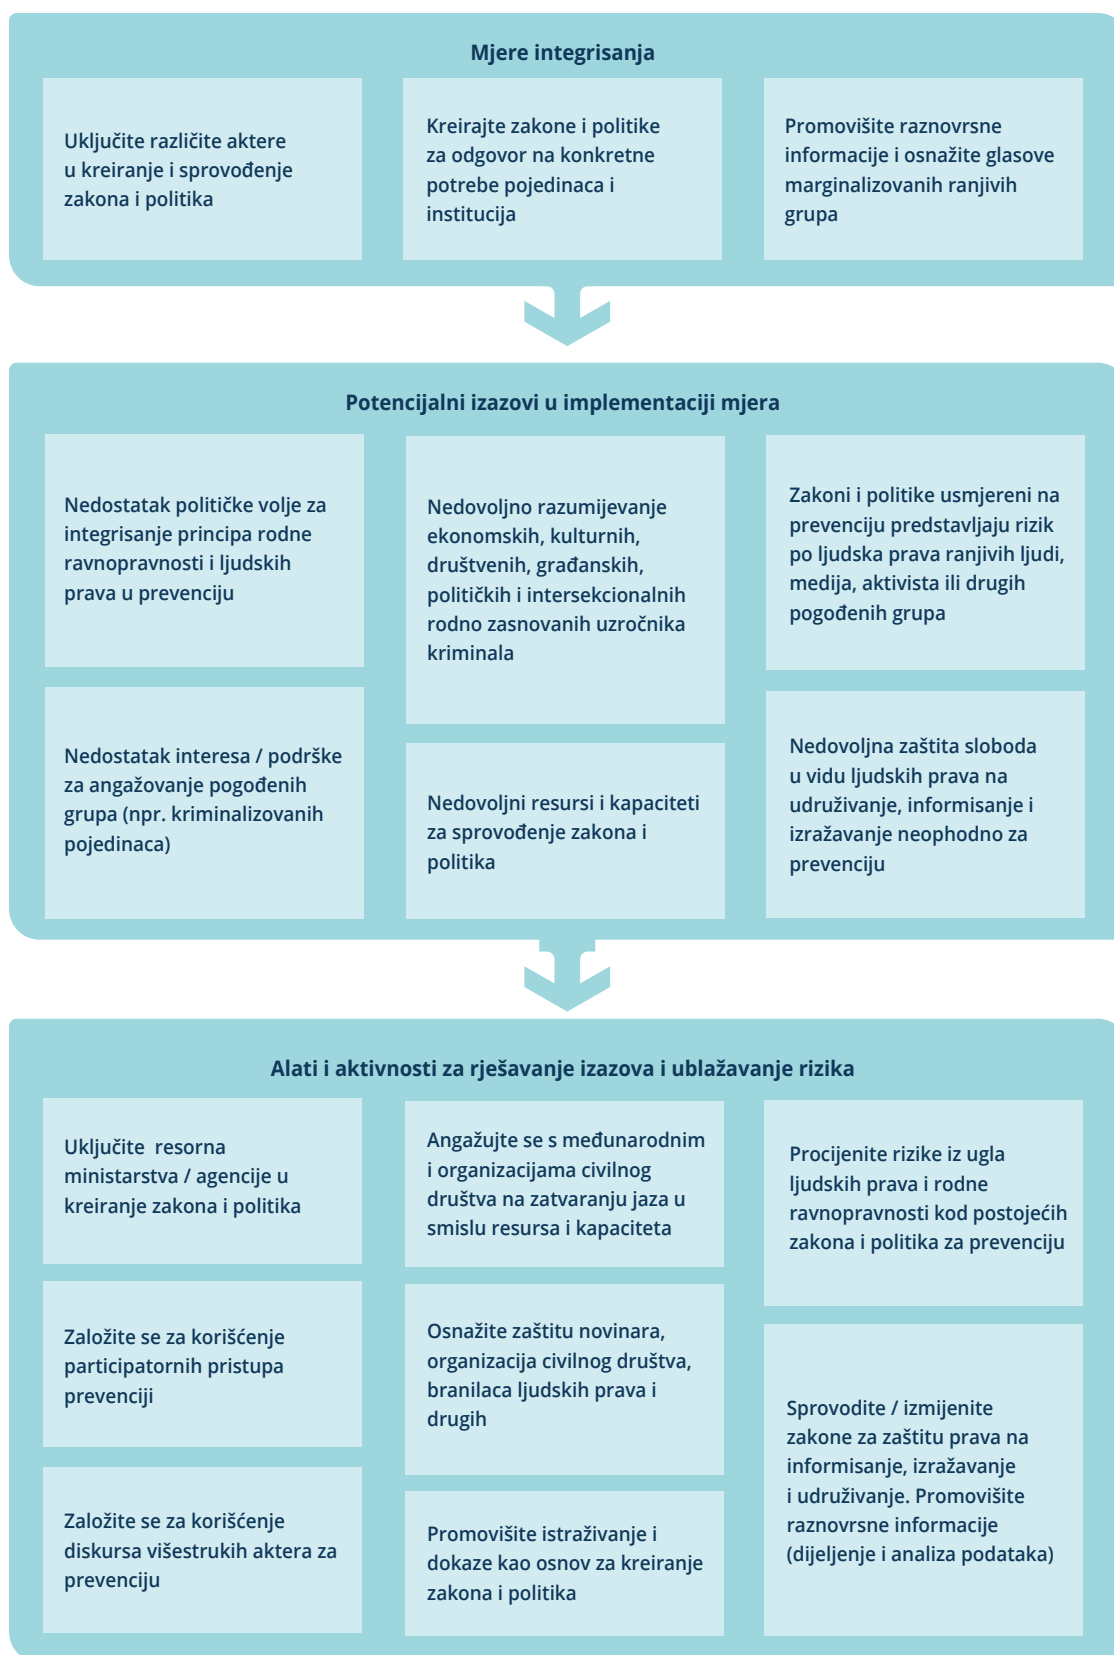 Mjere integrisanja
Uključite različite aktere
u kreiranje i sprovođenje
zakona i politika
Kreirajte zakone i politike
za odgovor na konkretne
potrebe pojedinaca i
institucija
Promovišite raznovrsne
informacije i osnažite glasove
marginalizovanih ranjivih
grupa
Potencijalni izazovi u implementaciji mjera
Nedostatak političke volje za
integrisanje principa rodne
ravnopravnosti i ljudskih
prava u prevenciju
Nedostatak interesa / podrške
za angažovanje pogođenih
grupa (npr. kriminalizovanih
pojedinaca)
Nedovoljno razumijevanje
ekonomskih, kulturnih,
društvenih, građanskih,
političkih i intersekcionalnih
rodno zasnovanih uzročnika
kriminala
Nedovoljni resursi i kapaciteti
za sprovođenje zakona i
politika
Zakoni i politike usmjereni na
prevenciju predstavljaju rizik
po ljudska prava ranjivih ljudi,
medija, aktivista ili drugih
pogođenih grupa
Nedovoljna zaštita sloboda
u vidu ljudskih prava na
udruživanje, informisanje i
izražavanje neophodno za
prevenciju
Alati i aktivnosti za rješavanje izazova i ublažavanje rizika
Uključite resorna
ministarstva / agencije u
kreiranje zakona i politika
Založite se za korišćenje
participatornih pristupa
prevenciji
Založite se za korišćenje
diskursa višestrukih aktera za
prevenciju
Angažujte se s međunarodnim
i organizacijama civilnog
društva na zatvaranju jaza u
smislu resursa i kapaciteta
Osnažite zaštitu novinara,
organizacija civilnog društva,
branilaca ljudskih prava i
drugih
Promovišite istraživanje i
dokaze kao osnov za kreiranje
zakona i politika
Procijenite rizike iz ugla
ljudskih prava i rodne
ravnopravnosti kod postojećih
zakona i politika za prevenciju
Sprovodite / izmijenite
zakone za zaštitu prava na
informisanje, izražavanje
i udruživanje. Promovišite
raznovrsne informacije
(dijeljenje i analiza podataka)